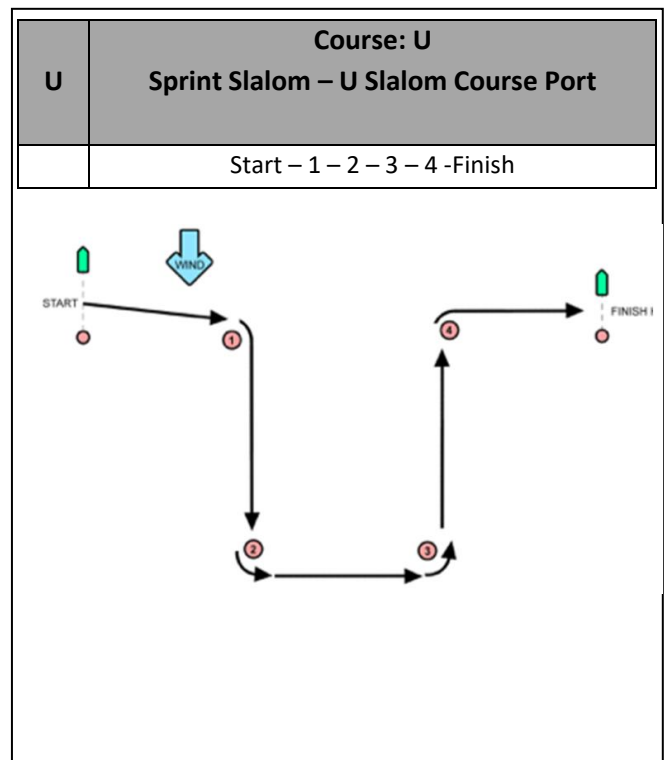 Course: U
U
Sprint Slalom – U Slalom Course Port
Start – 1 – 2 – 3 – 4 -Finish
WIND
START
FINISH
1
4
2
3